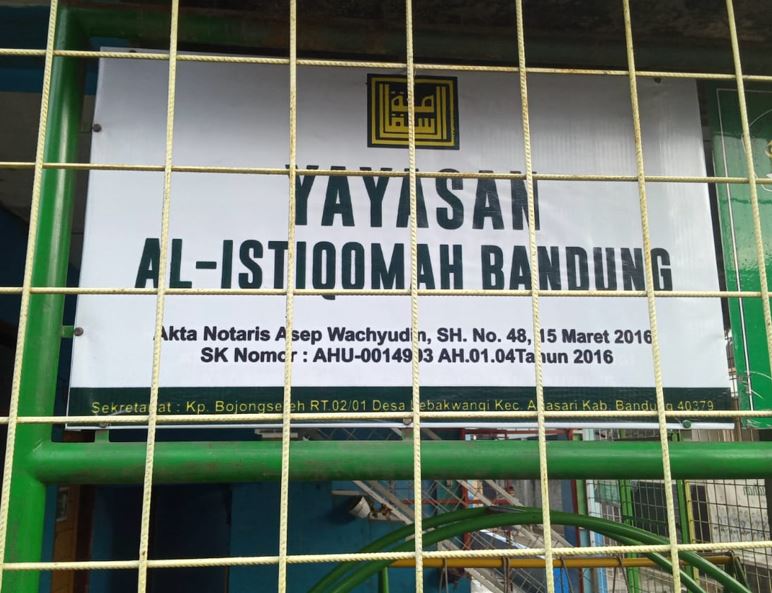 YAYASAN
AL-ISTIQOMAH BANDUNG
Akta Notaris Asep Wachyudin, SH. No. 48, 15 Maret 2016
SK Nomor : AHU-0014903 AH.01.04Tahun 2016
Sekretariat : Kp. Bojongseleh RT.02/01 Desa Lebakwangi Kec. Arjasari Kab. Bandung 40379